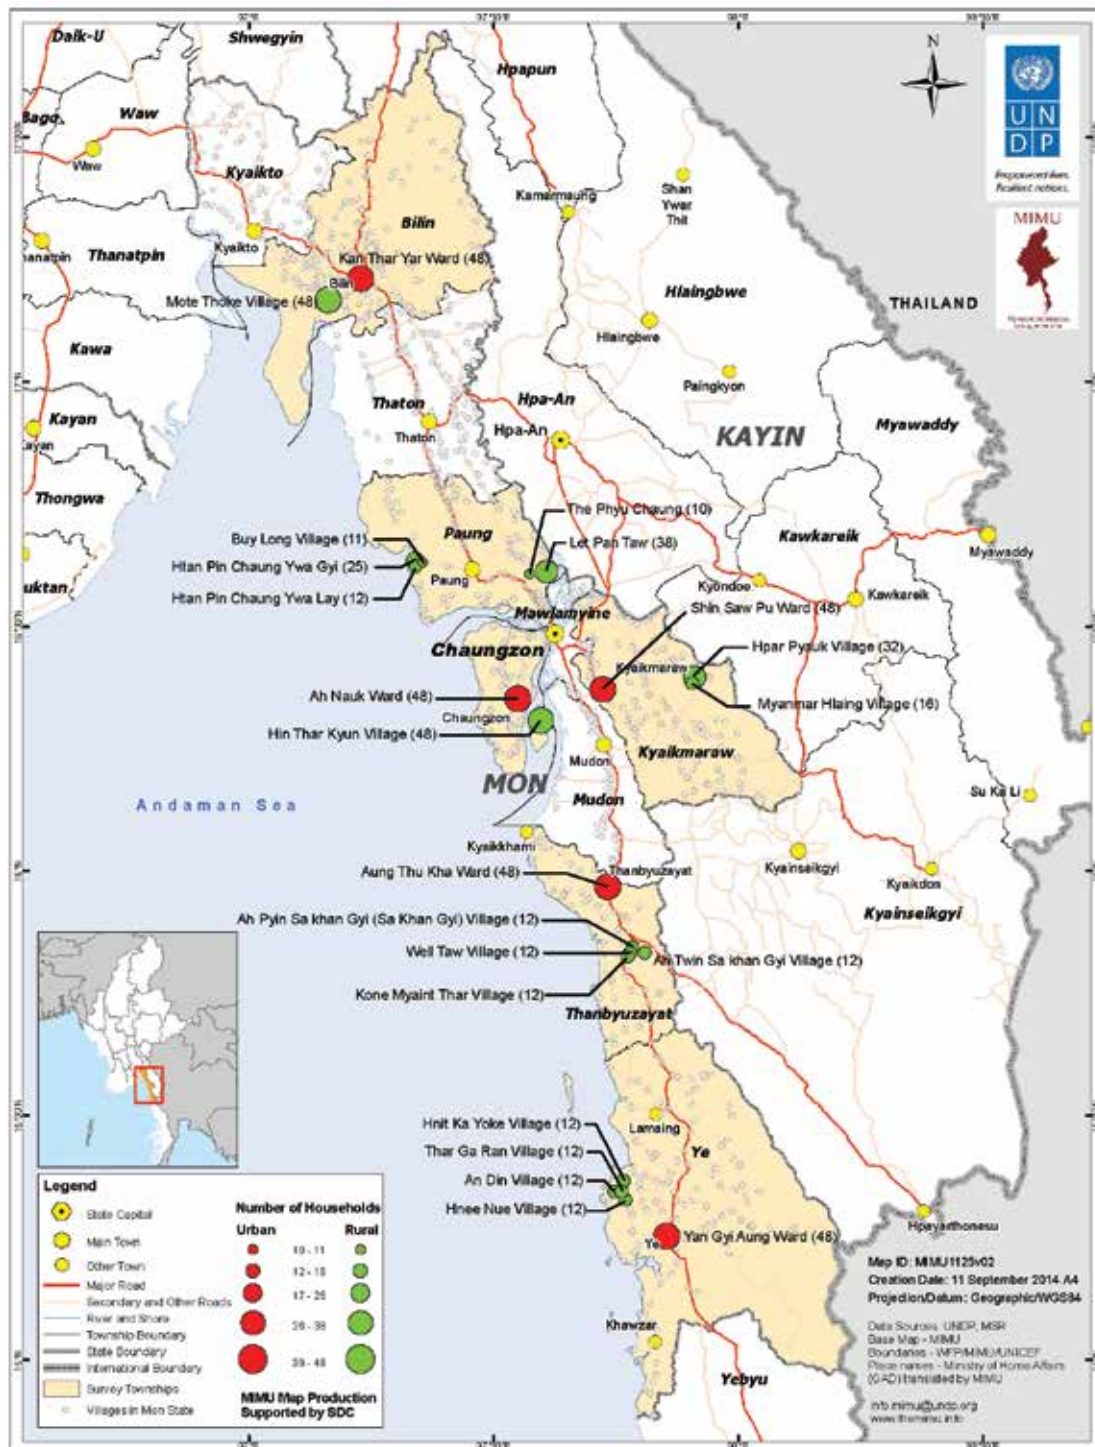 Daik-U
Shwegyin
Hpapun
N
Bago
Waw
Waw
Kyaikto
Kyaikto
Bilin
Bilin
Kamarmaung
Shan
Ywar
Thit
U N
D P
Empowered lives.
Resilient nations.
MIMU
Thanatpin
Kan Thar Yar Ward (48)
Mote Thoke Village (48)
Hlaingbwe
Hlaingbwe
THAILAND
Kawa
Kayan
Thaton
Thaton
Hpa-An
Hpa-An
Paingkyon
KAYIN
Myawaddy
Myawaddy
Thongwa
The Phyu Chaung (10)
Let Pan Taw (38)
Paung
Paung
Buy Long Village (11)
Htan Pin Chaung Ywa Gyi (25)
Htan Pin Chaung Ywa Lay (12)
Kawkareik
Kawkareik
Kyondoe
Mawlamyine
Shin Saw Pu Ward (48)
Chaungzon
Kyaikmaraw
Hpar Pyauk Village (32)
Myanmar Hlaing Village (16)
Ah Nauk Ward (48)
Chaungzon
Hin Thar Kyun Village (48)
Kyaikmaraw
Mudon
MON
Mudon
Andaman Sea
Su Ka Li
Kyaikkhami
Kyainseikgyi
Kyaikdon
Kyainseikgyi
Aung Thu Kha Ward (48)
Thanbyuzayat
Ah Pyin Sa khan Gyi (Sa Khan Gyi) Village (12)
Well Taw Village (12)
Ah Twin Sa khan Gyi Village (12)
Kone Myaint Thar Village (12)
Thanbyuzayat
Hnit Ka Yoke Village (12)
Lamaing
Thar Ga Ran Village (12)
Ye
An Din Village (12)
Hnee Nue Village (12)
Ye
Yan Gyi Aung Ward (48)
Hpayarthonesu
Khawzar
Yebyu
Legend
State Capital
Main Town
Other Town
Major Road
Secondary and Other Roads
River and Shore
Township Boundary
State Boundary
International Boundary
Survey Townships
Villages in Mon State
Number of Households
Urban Rural
10 - 11
12 - 16
17 - 25
26 - 38
39 - 48
MIMU Map Production
Supported by SDC
Map ID: MIMU1125v02
Creation Date: 11 September 2014.A4
Projection/Datum: Geographic/WGS84
Data Sources: UNDP, MSR
Base Map - MIMU
Boundaries - WFP/MIMU/UNICEF
Place names - Ministry of Home Affairs
(GAD) translated by MIMU
info.mimu@undp.org
www.themimu.info